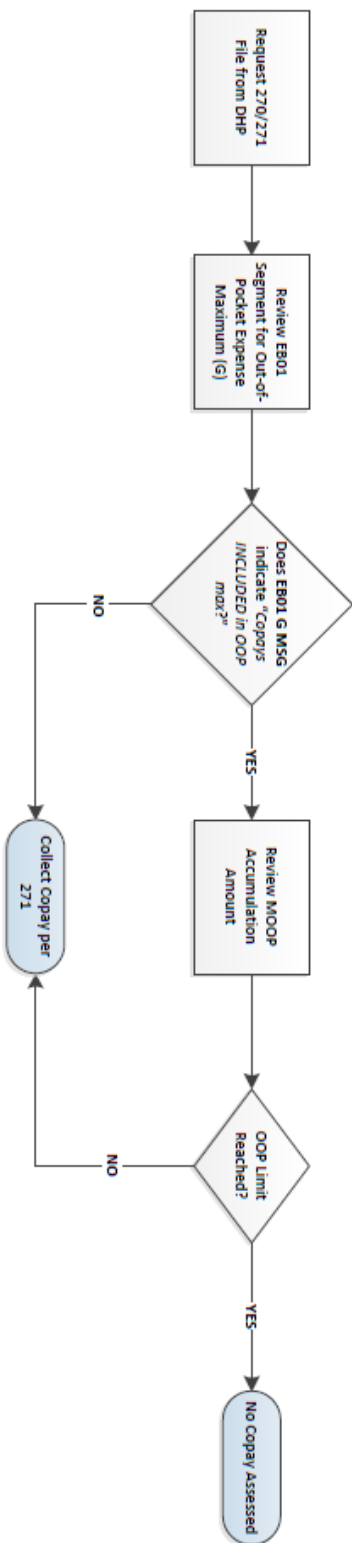 Request 270/271
File from DHP
Review EB01
Segment for Out-of-
Pocket Expense
Maximum (G)
Does EB01 G MSG
indicate "Copays
INCLUDED in OOP
max?"
YES
NO
Review MOOP
Accumulation
Amount
OOP Limit
Reached?
YES
NO
Collect Copay per
271
No Copay Assessed